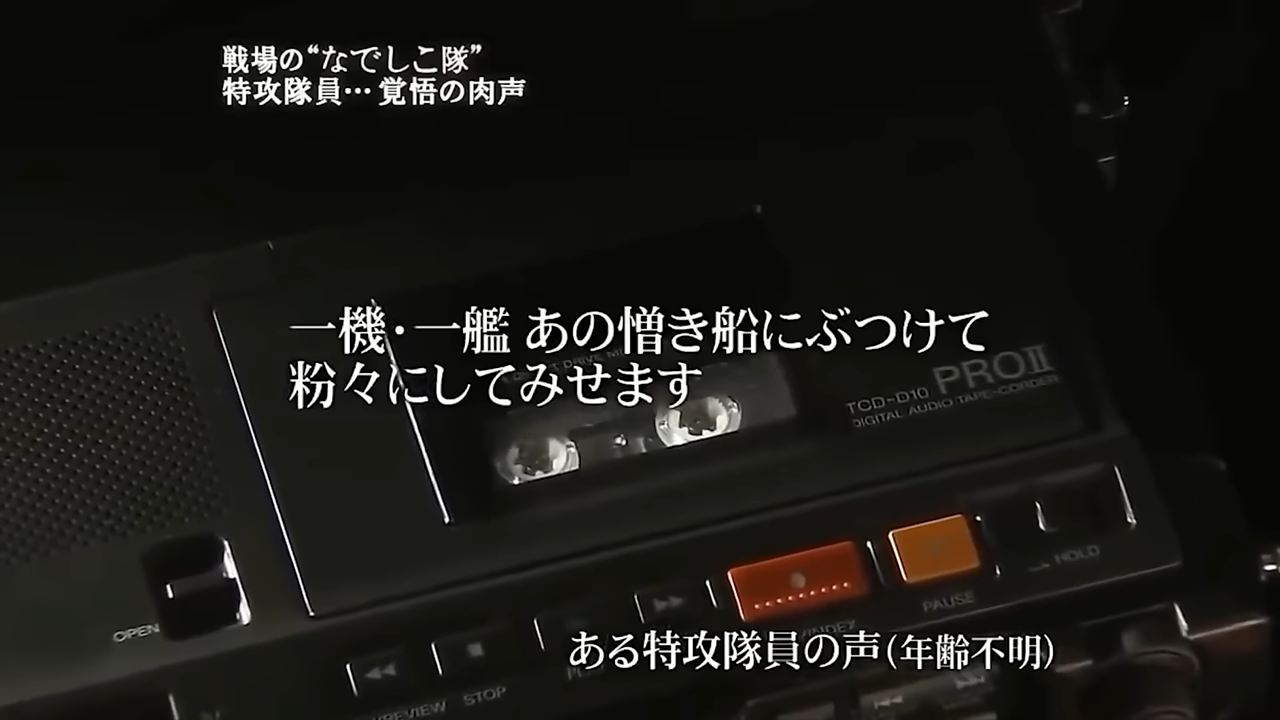 戦場の“なでしこ隊”
特攻隊員…覚悟の肉声
一機・一艦 あの憎き船にぶつけて
粉々にしてみせます
PROⅡ
TCD-D10
DIGITAL AUDIO TAPE-CORDER
HOLD
PAUSE
OPEN
STOP
ある特攻隊員の声(年齢不明)